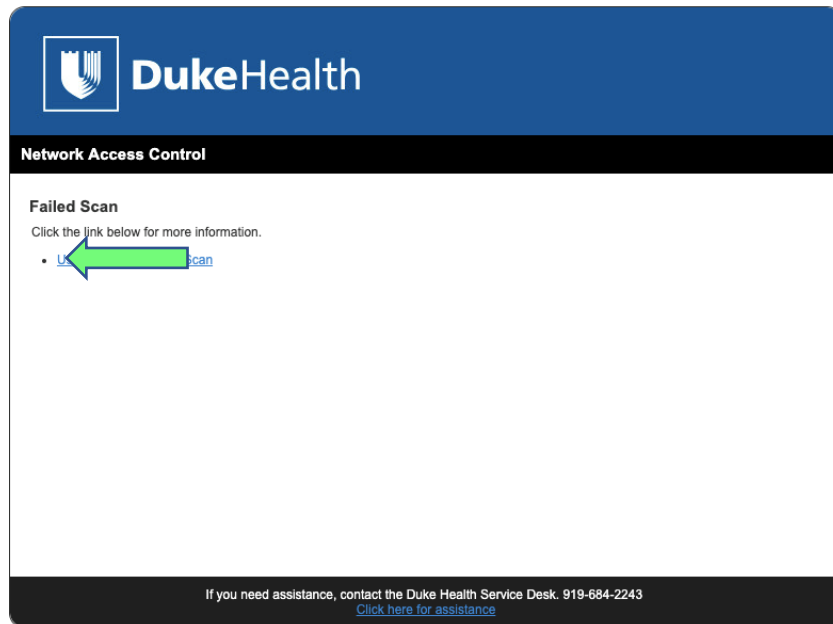 DukeHealth
Network Access Control
Failed Scan
Click the link below for more information.
Scan
If you need assistance, contact the Duke Health Service Desk. 919-684-2243
Click here for assistance